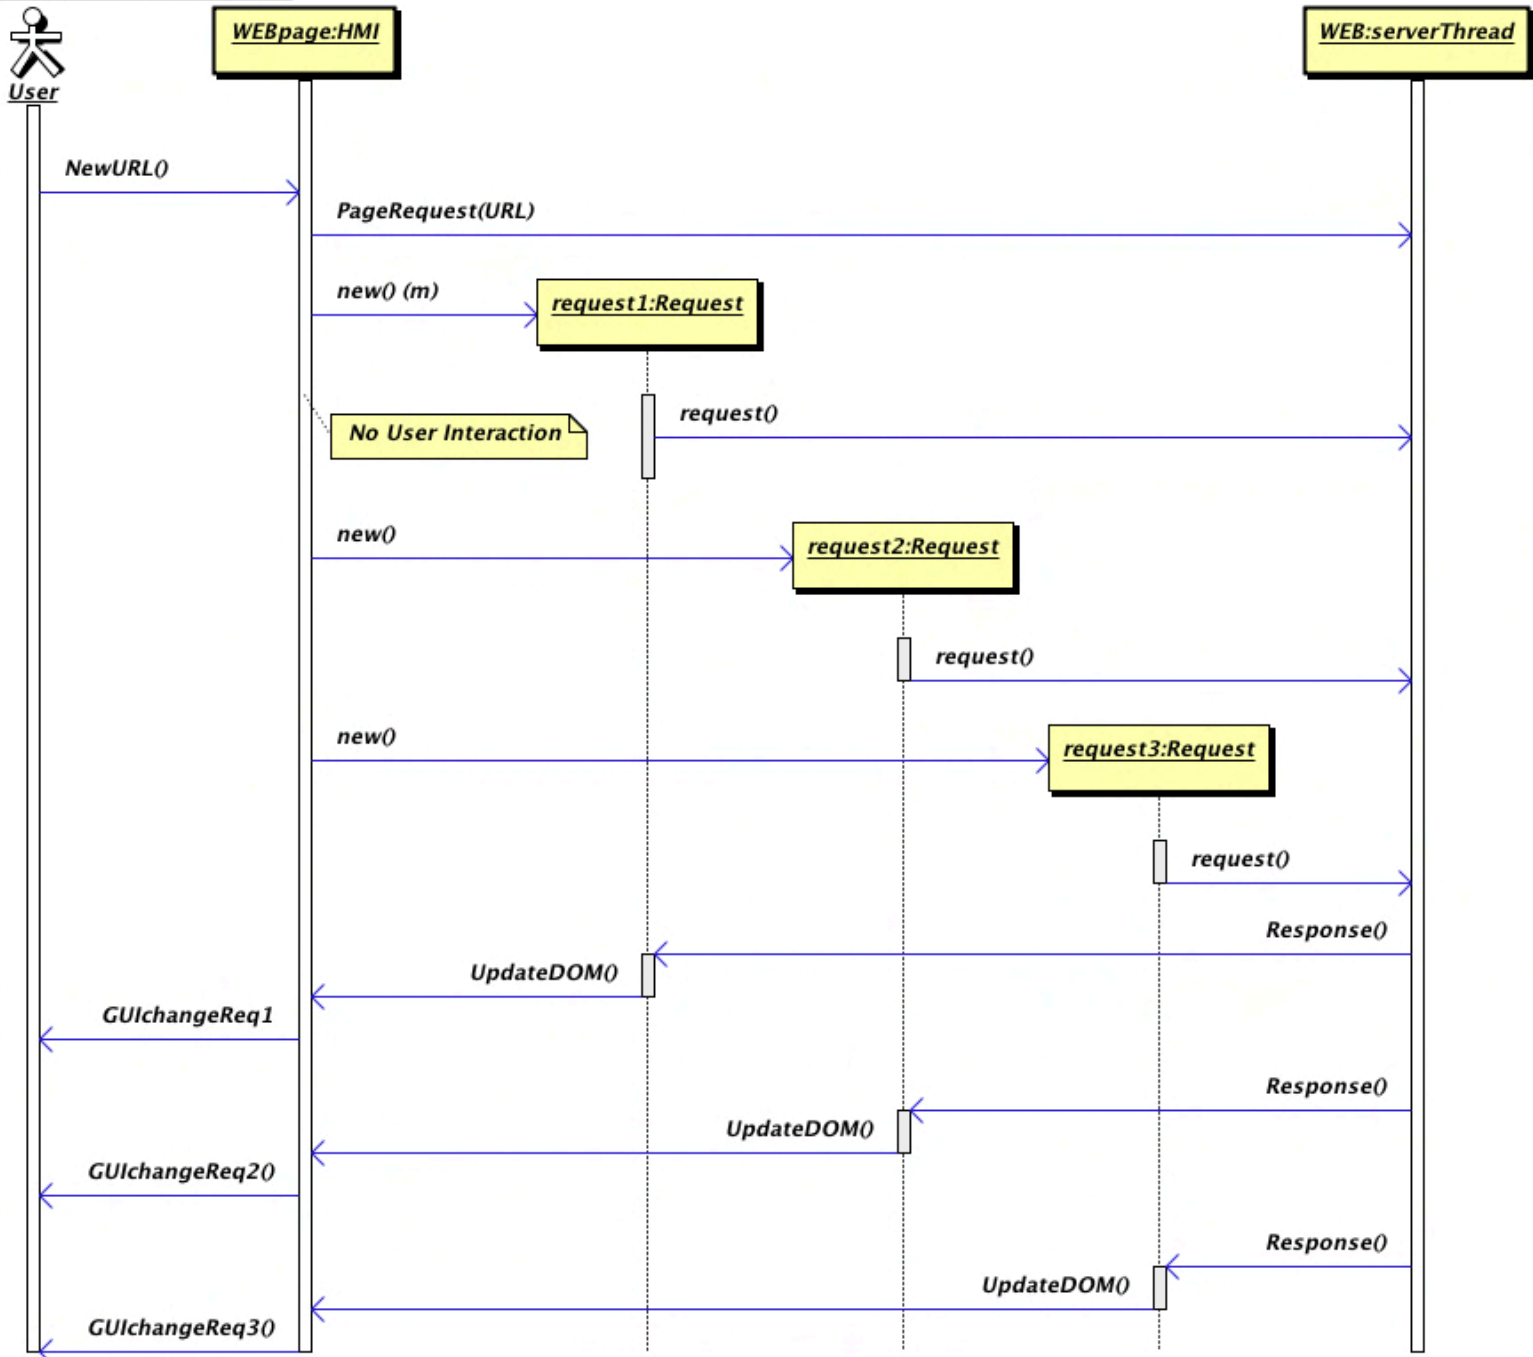 WEBpage:HMI
WEB:serverThread
User
NewURL()
PageRequest(URL)
new() (m)
request1:Request
No User Interaction
request()
new()
request2:Request
request()
new()
request3:Request
request()
Response()
UpdateDOM()
GUIchangeReq1
Response()
UpdateDOM()
GUIchangeReq2()
Response()
UpdateDOM()
GUIchangeReq3()